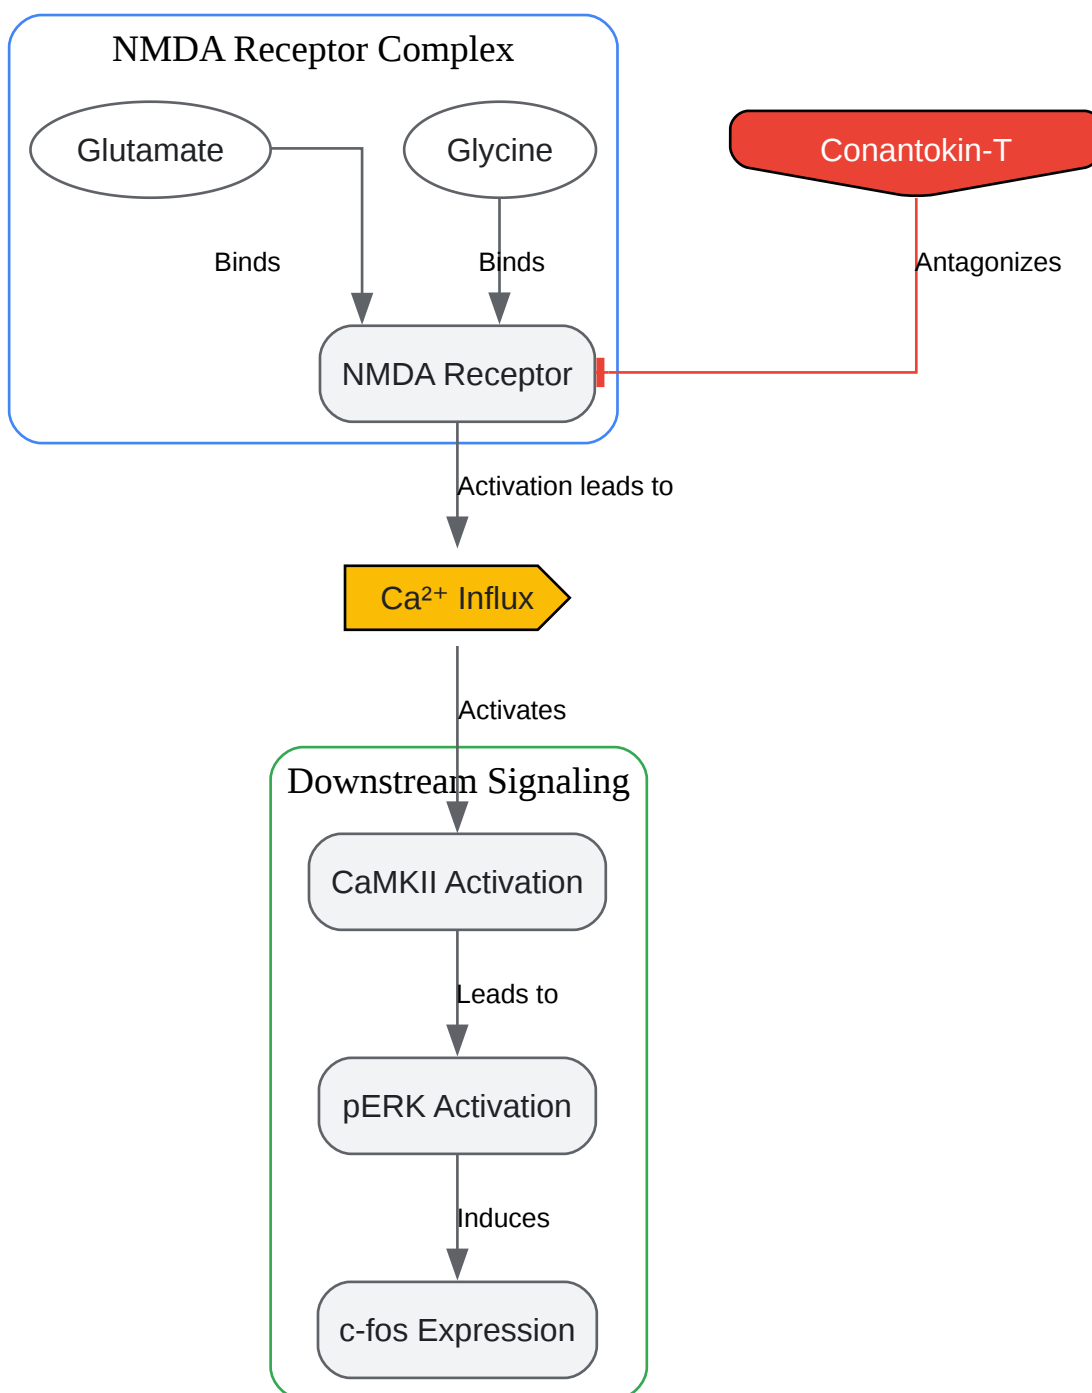 NMDA Receptor Complex
Glutamate
Glycine
Conantokin-T
Binds
Binds
Antagonizes
NMDA Receptor
Activation leads to
Ca²⁺ Influx
Activates
Downstream Signaling
CaMKII Activation
Leads to
pERK Activation
Induces
c-fos Expression